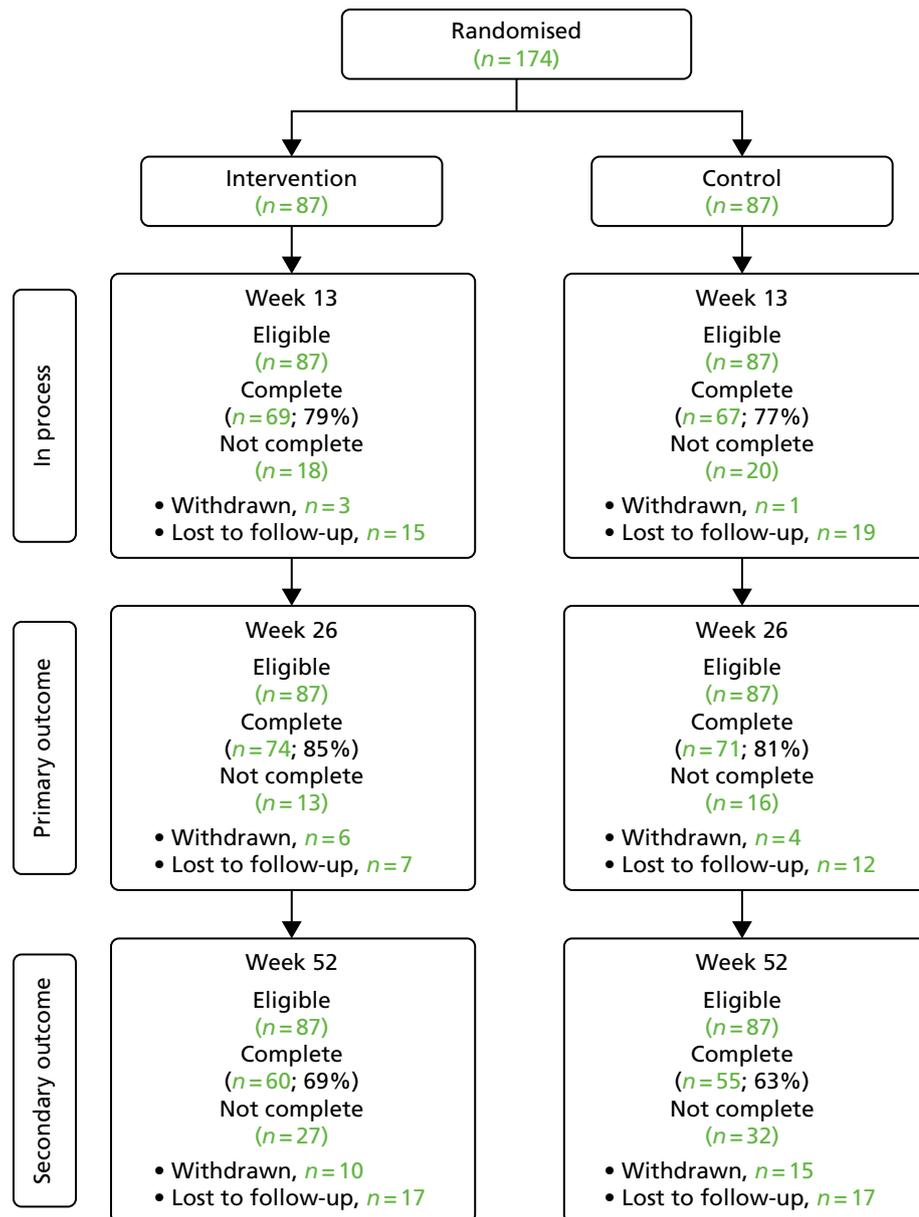 Randomised
(n=174)
Intervention
(n=87)
Control
(n=87)
In process
Week 13
Eligible
(n=87)
Complete
(n=69; 79%)
Not complete
(n=18)
• Withdrawn, n=3
• Lost to follow-up, n=15
Week 13
Eligible
(n=87)
Complete
(n=67; 77%)
Not complete
(n=20)
• Withdrawn, n=1
• Lost to follow-up, n=19
Primary outcome
Week 26
Eligible
(n=87)
Complete
(n=74; 85%)
Not complete
(n=13)
• Withdrawn, n=6
• Lost to follow-up, n=7
Week 26
Eligible
(n=87)
Complete
(n=71; 81%)
Not complete
(n=16)
• Withdrawn, n=4
• Lost to follow-up, n=12
Secondary outcome
Week 52
Eligible
(n=87)
Complete
(n=60; 69%)
Not complete
(n=27)
• Withdrawn, n=10
• Lost to follow-up, n=17
Week 52
Eligible
(n=87)
Complete
(n=55; 63%)
Not complete
(n=32)
• Withdrawn, n=15
• Lost to follow-up, n=17